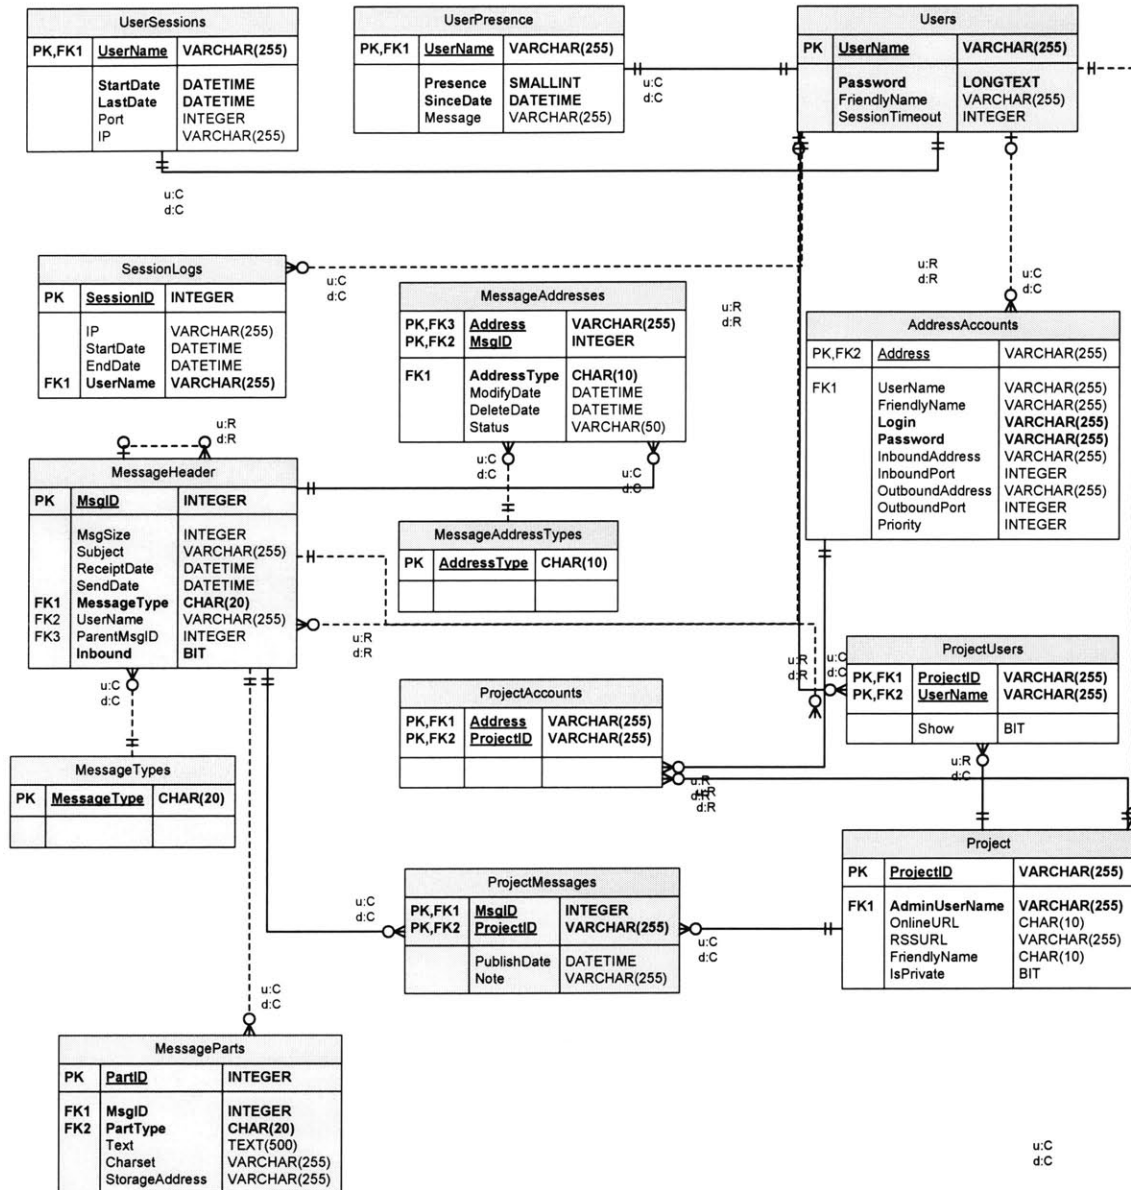 UserSessions
PK,FK1 UserName VARCHAR(255)
StartDate DATETIME
LastDate DATETIME
Port INTEGER
IP VARCHAR(255)
u:C
d:C
UserPresence
PK,FK1 UserName VARCHAR(255)
Presence SMALLINT
SinceDate DATETIME
Message VARCHAR(255)
u:C
d:C
Users
PK UserName VARCHAR(255)
Password LONGTEXT
FriendlyName VARCHAR(255)
SessionTimeout INTEGER
SessionLogs
PK SessionID INTEGER
IP VARCHAR(255)
StartDate DATETIME
EndDate DATETIME
FK1 UserName VARCHAR(255)
u:C
d:C
MessageAddresses
PK,FK3 Address VARCHAR(255)
PK,FK2 MsgID INTEGER
FK1 AddressType CHAR(10)
ModifyDate DATETIME
DeleteDate DATETIME
Status VARCHAR(50)
u:R
d:R
u:R
d:R
u:C
d:C
AddressAccounts
PK,FK2 Address VARCHAR(255)
FK1 UserName VARCHAR(255)
FriendlyName VARCHAR(255)
Login VARCHAR(255)
Password VARCHAR(255)
InboundAddress VARCHAR(255)
InboundPort INTEGER
OutboundAddress VARCHAR(255)
OutboundPort INTEGER
Priority INTEGER
u:R
d:R
MessageHeader
PK MsgID INTEGER
MsgSize INTEGER
Subject VARCHAR(255)
ReceiptDate DATETIME
SendDate DATETIME
FK1 MessageType CHAR(20)
FK2 UserName VARCHAR(255)
FK3 ParentMsgID INTEGER
Inbound BIT
u:C
d:C
u:C
d:C
MessageAddressTypes
PK AddressType CHAR(10)
u:R
d:R
u:C
d:C
MessageTypes
PK MessageType CHAR(20)
ProjectAccounts
PK,FK1 Address VARCHAR(255)
PK,FK2 ProjectID VARCHAR(255)
u:R
d:R
u:C
d:C
ProjectUsers
PK,FK1 ProjectID VARCHAR(255)
PK,FK2 UserName VARCHAR(255)
Show BIT
u:R
d:R
u:R
d:R
u:R
d:C
Project
PK ProjectID VARCHAR(255)
FK1 AdminUserName VARCHAR(255)
OnlineURL CHAR(10)
RSSURL VARCHAR(255)
FriendlyName CHAR(10)
IsPrivate BIT
u:C
d:C
ProjectMessages
PK,FK1 MsgID INTEGER
PK,FK2 ProjectID VARCHAR(255)
PublishDate DATETIME
Note VARCHAR(255)
u:C
d:C
u:C
d:C
MessageParts
PK PartID INTEGER
FK1 MsgID INTEGER
FK2 PartType CHAR(20)
Text TEXT(500)
Charset VARCHAR(255)
StorageAddress VARCHAR(255)
u:C
d:C